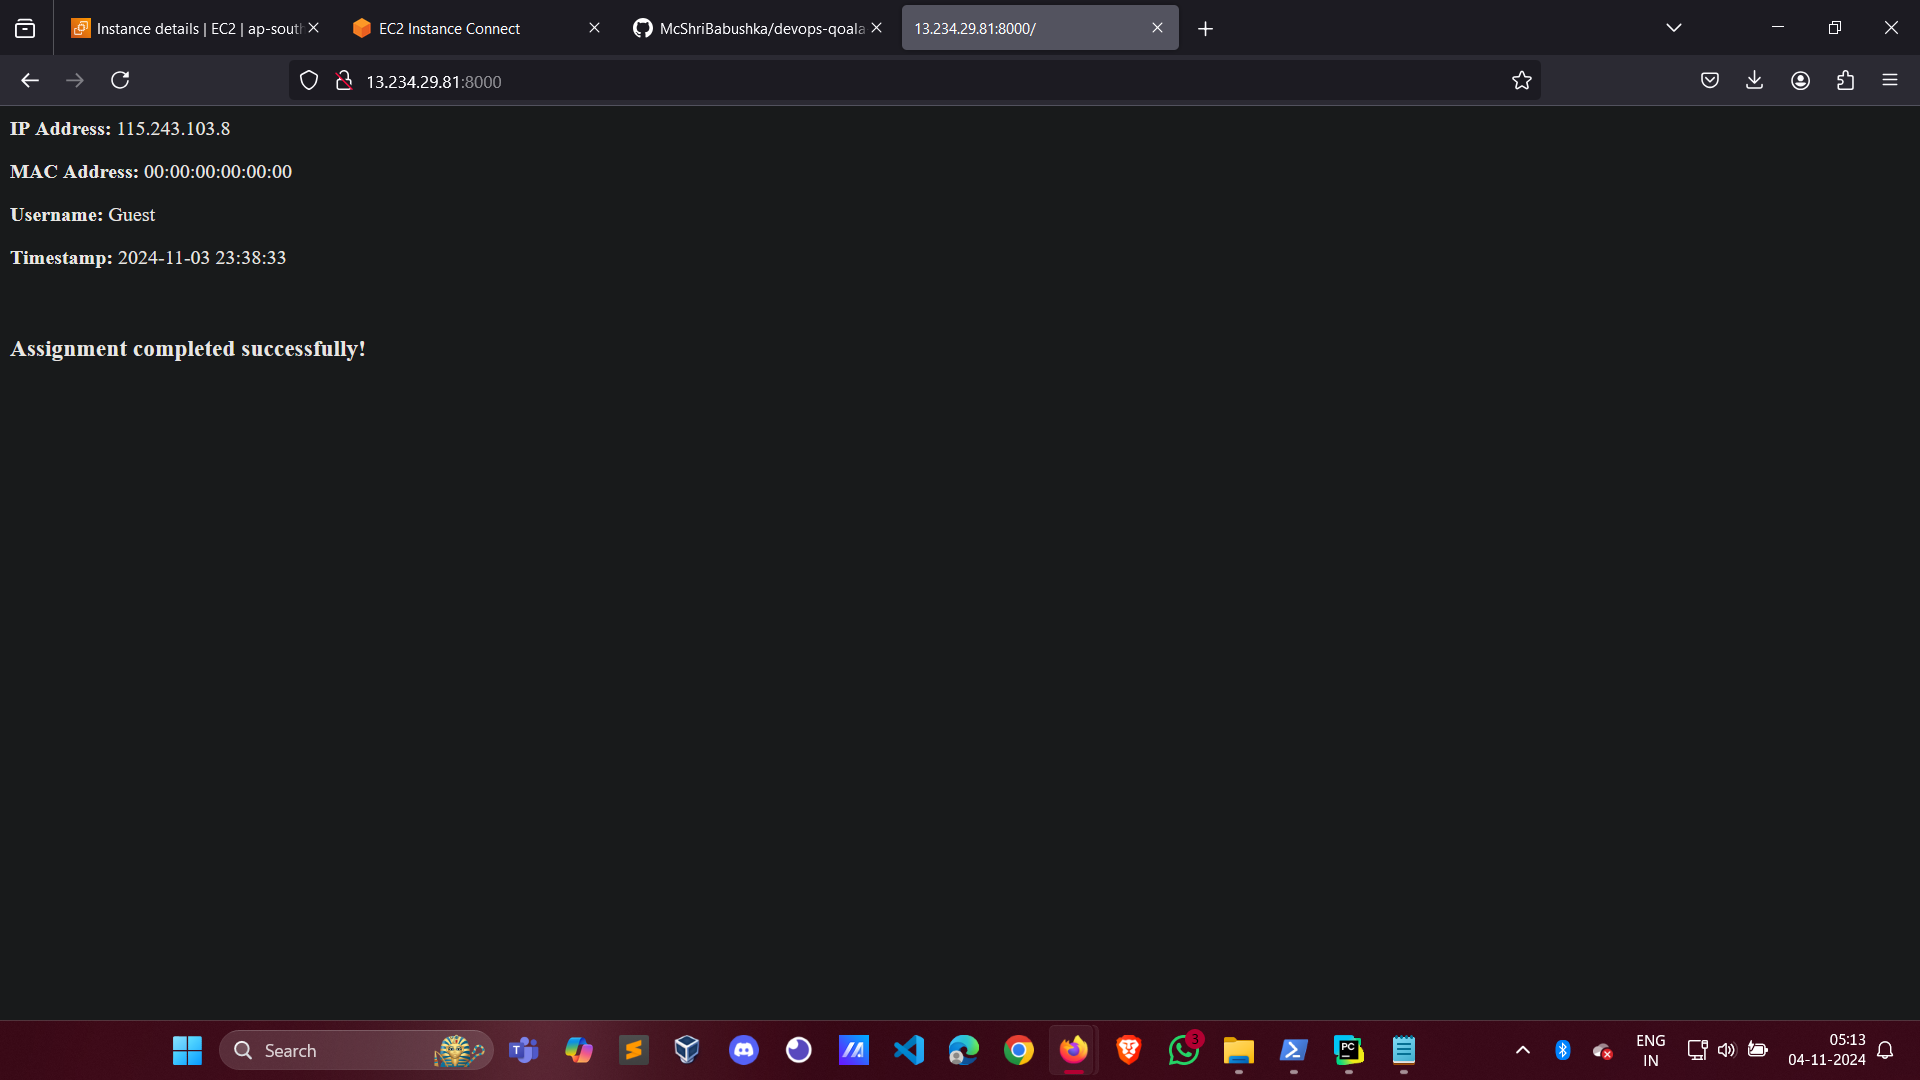 Instance details | EC2 | ap-sout
EC2 Instance Connect
McShriBabushka/devops-qoala
13.234.29.81:8000/
13.234.29.81:8000
IP Address: 115.243.103.8
MAC Address: 00:00:00:00:00:00
Username: Guest
Timestamp: 2024-11-03 23:38:33
Assignment completed successfully!
Search
T
PC
3
ENG
IN
05:13
04-11-2024